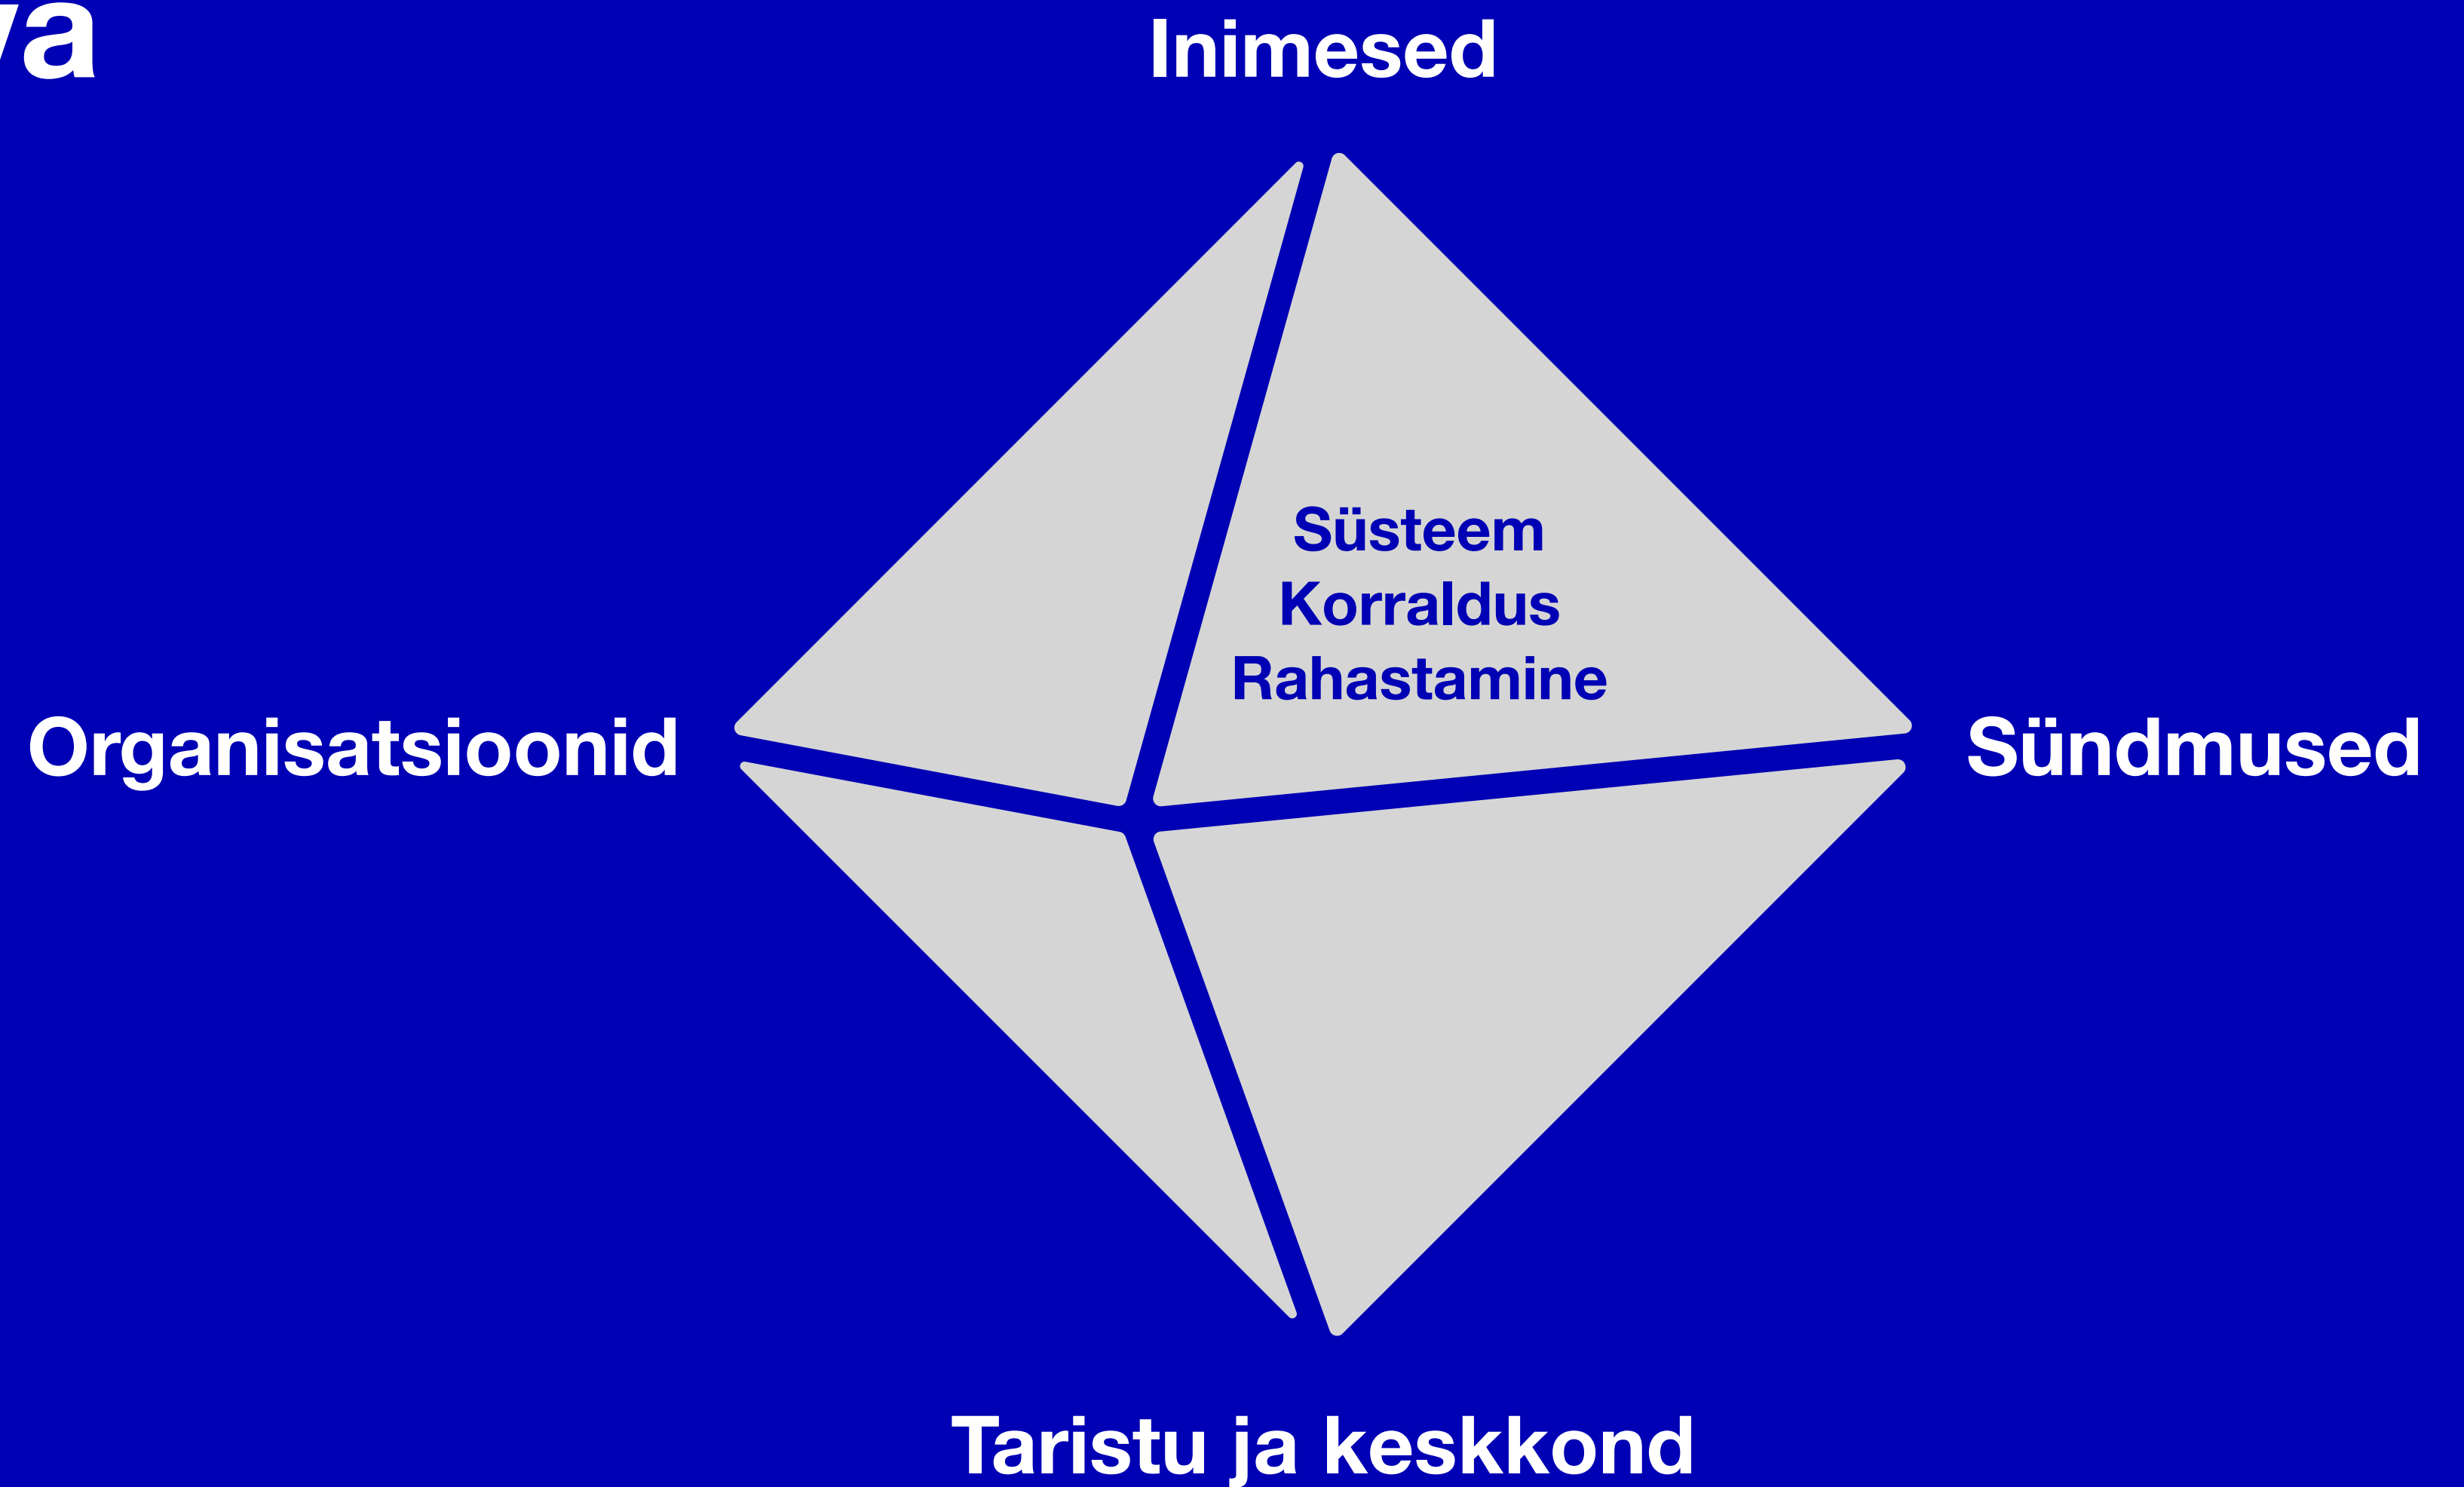 Inimesed
Süsteem
Korraldus
Rahastamine
Organisatsioonid
Sündmused
Taristu ja keskkond